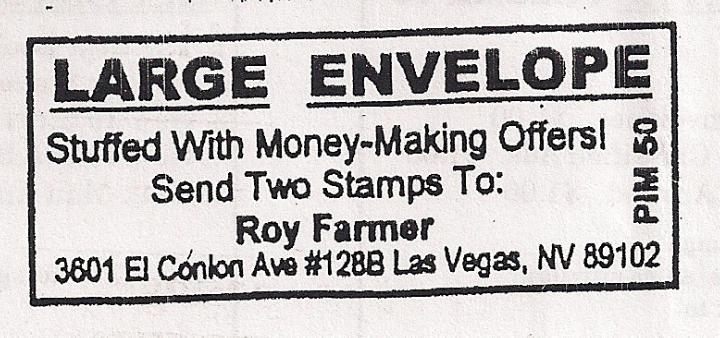 LARGE ENVELOPE
Stuffed With Money-Making Offers!
Send Two Stamps To:
Roy Farmer
3601 El Conlon Ave #128B Las Vegas, NV 89102
PIM 50